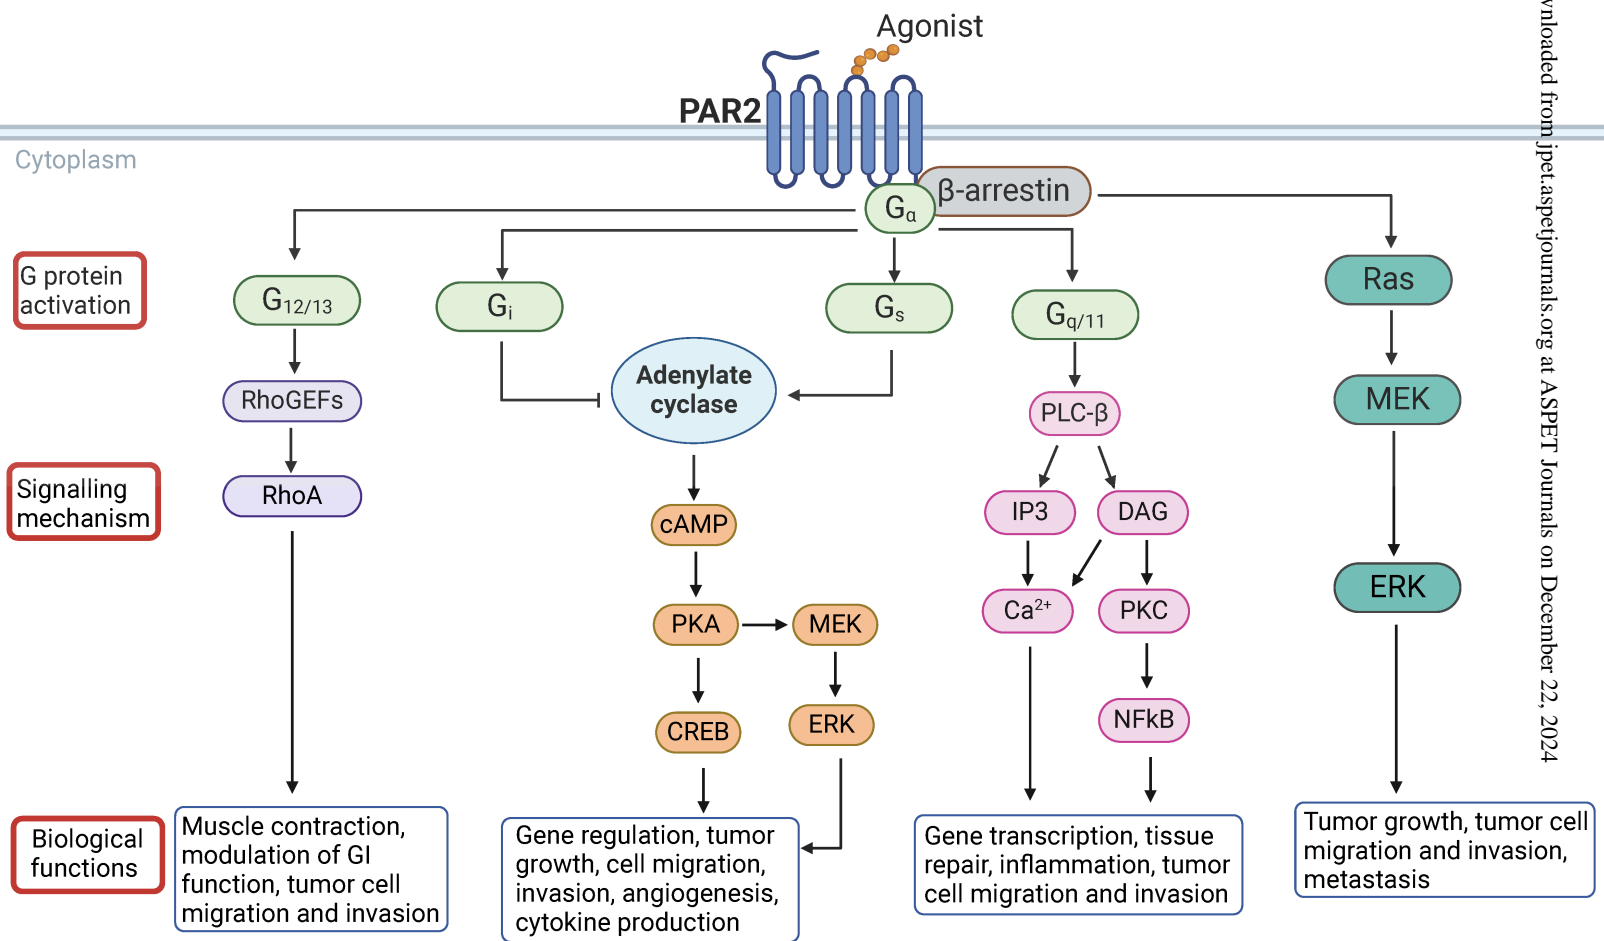 Agonist
PAR2
Cytoplasm
β-arrestin
Gα
G protein
activation
G12/13
Gi
Gs
Gq/11
Ras
Adenylate
cyclase
RhoGEFs
PLC-β
MEK
Signalling
mechanism
RhoA
cAMP
IP3
DAG
PKA
MEK
Ca²⁺
PKC
ERK
CREB
ERK
NFkB
Biological
functions
Muscle contraction,
modulation of GI
function, tumor cell
migration and invasion
Gene regulation, tumor
growth, cell migration,
invasion, angiogenesis,
cytokine production
Gene transcription, tissue
repair, inflammation, tumor
cell migration and invasion
Tumor growth, tumor cell
migration and invasion,
metastasis
wnloaded from jpet.aspetjournals.org at ASPET Journals on December 22, 2024